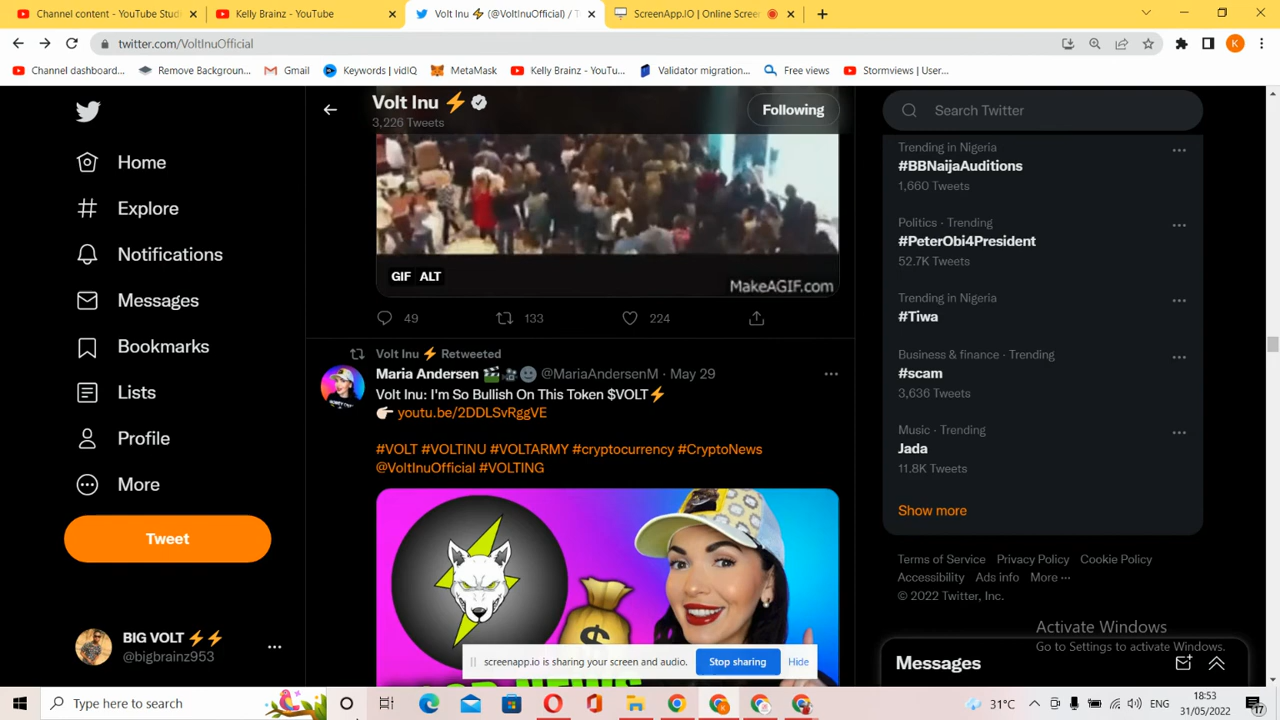 Content content - YouTube Stud
Kelly Brainz - YouTube
Volt Inu ⚡ (@VoltInuOfficial) / T
ScreenApp.IO | Online Scree
twitter.com/VoltInuOfficial
K
Channel dashboard...
Remove Backgroun...
Gmail
Keywords | vidIQ
MetaMask
Kelly Brainz - YouTu...
Validator migration...
Free views
Stormviews | User...
Home
Explore
Notifications
Messages
Bookmarks
Lists
Profile
More
Tweet
BIG VOLT ⚡⚡
@bigbrainz953
Volt Inu ⚡
3,226 Tweets
Following
GIF ALT
MakeAGIF.com
49 133 224
Volt Inu ⚡ Retweeted
Maria Andersen 🎬🎥🌚 @MariaAndersenM · May 29
Volt Inu: I'm So Bullish On This Token $VOLT⚡
👉🏻 youtu.be/2DDLSvRggVE
#VOLT #VOLTINU #VOLTARMY #cryptocurrency #CryptoNews
@VoltInuOfficial #VOLTING
$
screenapp.io is sharing your screen and audio. Stop sharing Hide
Search Twitter
Trending in Nigeria
#BBNaijaAuditions
1,660 Tweets
Politics · Trending
#PeterObi4President
52.7K Tweets
Trending in Nigeria
#Tiwa
Business & finance · Trending
#scam
3,636 Tweets
Music · Trending
Jada
11.8K Tweets
Show more
Terms of Service Privacy Policy Cookie Policy
Accessibility Ads info More ···
© 2022 Twitter, Inc.
Activate Windows
Go to Settings to activate Windows.
Messages
Type here to search
31°C
ENG
18:53
31/05/2022
17